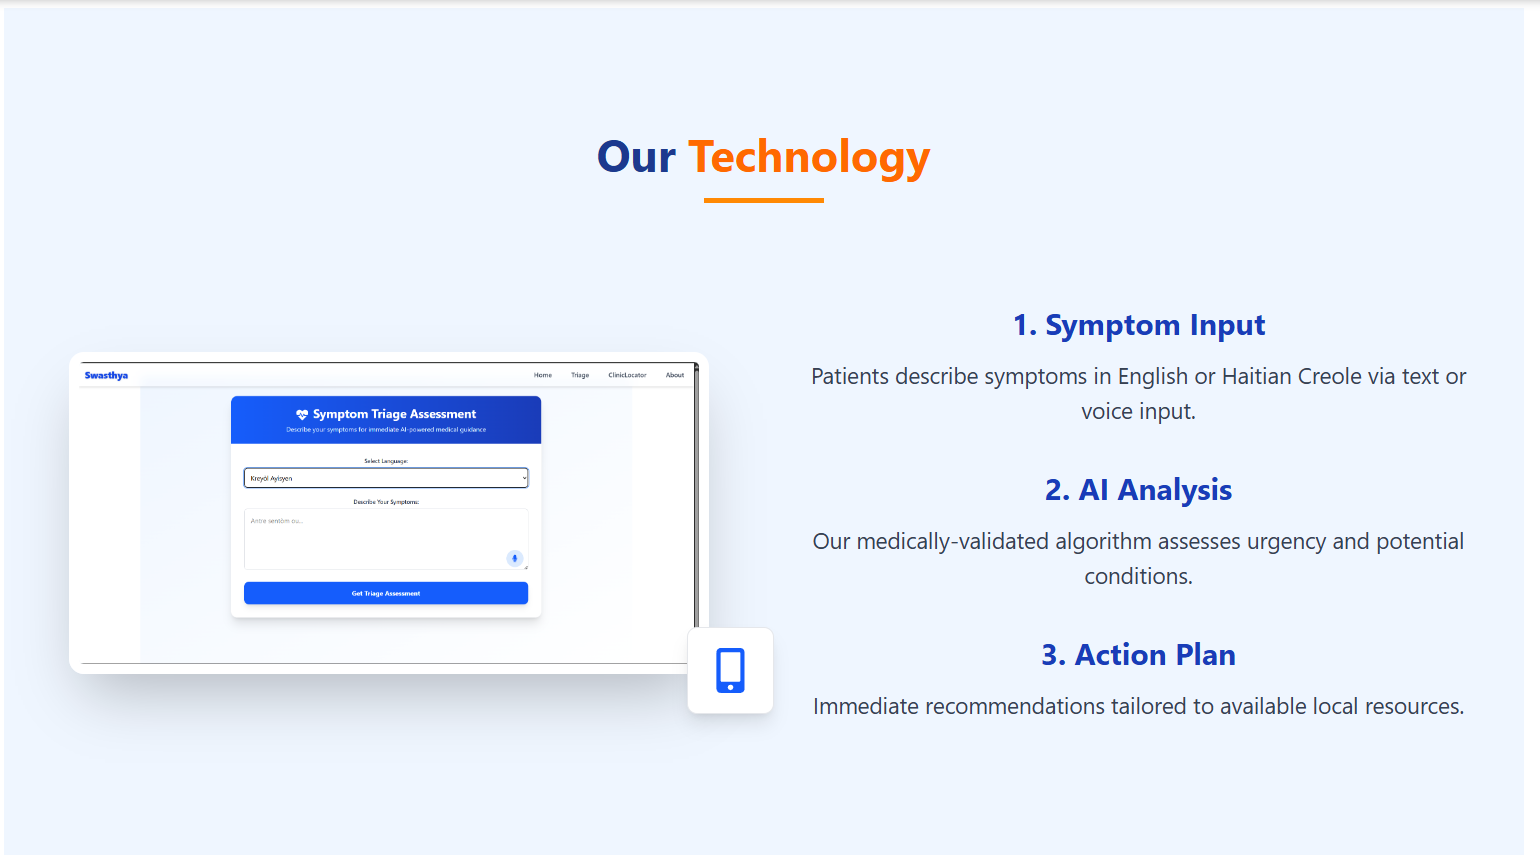 Our Technology
Swasthya
Home Triage ClinicLocator About
Symptom Triage Assessment
Describe your symptoms for immediate AI-powered medical guidance
Select Language:
Kreyòl Ayisyen
Describe Your Symptoms:
Antre sentòm ou...
Get Triage Assessment
1. Symptom Input
Patients describe symptoms in English or Haitian Creole via text or
voice input.
2. AI Analysis
Our medically-validated algorithm assesses urgency and potential
conditions.
3. Action Plan
Immediate recommendations tailored to available local resources.